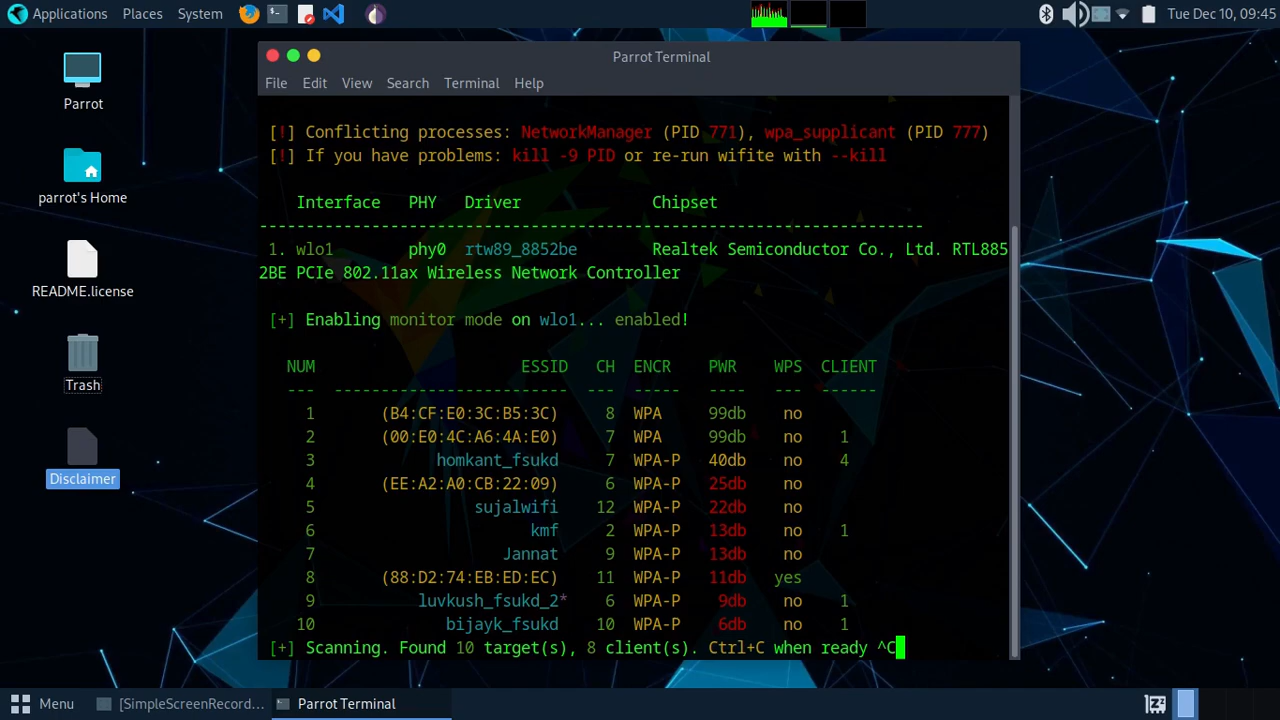 Applications Places System Tue Dec 10, 09:45
Parrot Terminal
File Edit View Search Terminal Help
Parrot
parrot's Home
README.license
Trash
Disclaimer
[!] Conflicting processes: NetworkManager (PID 771), wpa_supplicant (PID 777)
[!] If you have problems: kill -9 PID or re-run wifite with --kill
Interface PHY Driver Chipset
-----------------------------------------------------------------------
1. wlo1 phy0 rtw89_8852be Realtek Semiconductor Co., Ltd. RTL885
2BE PCIe 802.11ax Wireless Network Controller
[+] Enabling monitor mode on wlo1... enabled!
NUM ESSID CH ENCR PWR WPS CLIENT
--- ------------------------- --- ----- ---- --- ------
1 (B4:CF:E0:3C:B5:3C) 8 WPA 99db no
2 (00:E0:4C:A6:4A:E0) 7 WPA 99db no 1
3 homkant_fsukd 7 WPA-P 40db no 4
4 (EE:A2:A0:CB:22:09) 6 WPA-P 25db no
5 sujalwifi 12 WPA-P 22db no
6 kmf 2 WPA-P 13db no 1
7 Jannat 9 WPA-P 13db no
8 (88:D2:74:EB:ED:EC) 11 WPA-P 11db yes
9 luvkush_fsukd_2* 6 WPA-P 9db no 1
10 bijayk_fsukd 10 WPA-P 6db no 1
[+] Scanning. Found 10 target(s), 8 client(s). Ctrl+C when ready ^C
Menu [SimpleScreenRecord... Parrot Terminal